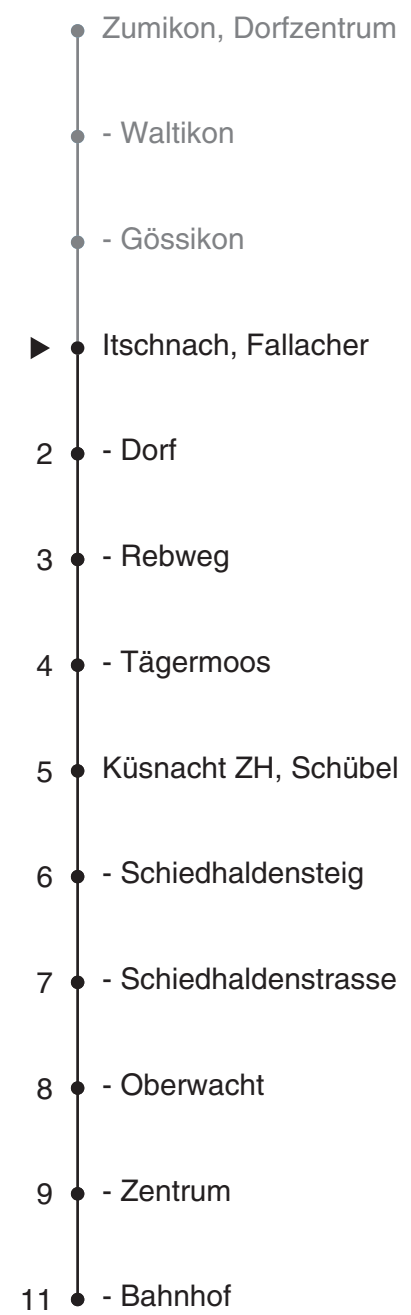 Zumikon, Dorfzentrum
- Waltikon
- Gössikon
Itschnach, Fallacher
2 - Dorf
3 - Rebweg
4 - Tägermoos
5 Küsnacht ZH, Schübel
6 - Schiedhaldensteig
7 - Schiedhaldenstrasse
8 - Oberwacht
9 - Zentrum
11 - Bahnhof